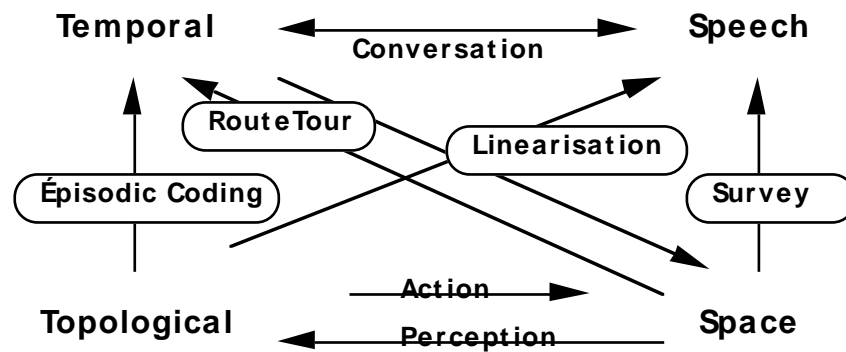 Temporal
Speech
Conversation
RouteTour
Linearisation
Épisodic Coding
Survey
Action
Topological
Space
Perception